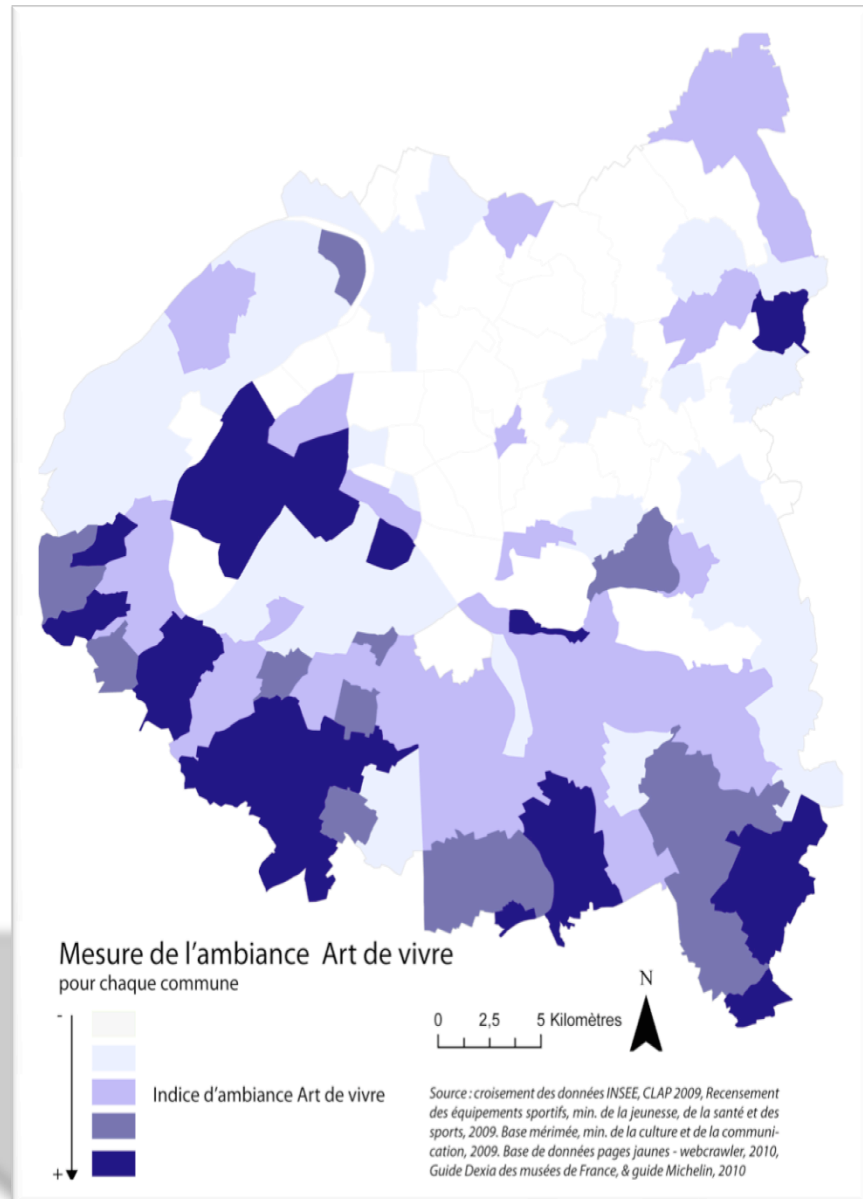 Mesure de l'ambiance Art de vivre
pour chaque commune
-
Indice d'ambiance Art de vivre
+
N
0 2,5 5 Kilomètres
Source : croisement des données INSEE, CLAP 2009, Recensement
des équipements sportifs, min. de la jeunesse, de la santé et des
sports, 2009. Base mérimée, min. de la culture et de la communi-
cation, 2009. Base de données pages jaunes - webcrawler, 2010,
Guide Dexia des musées de France, & guide Michelin, 2010